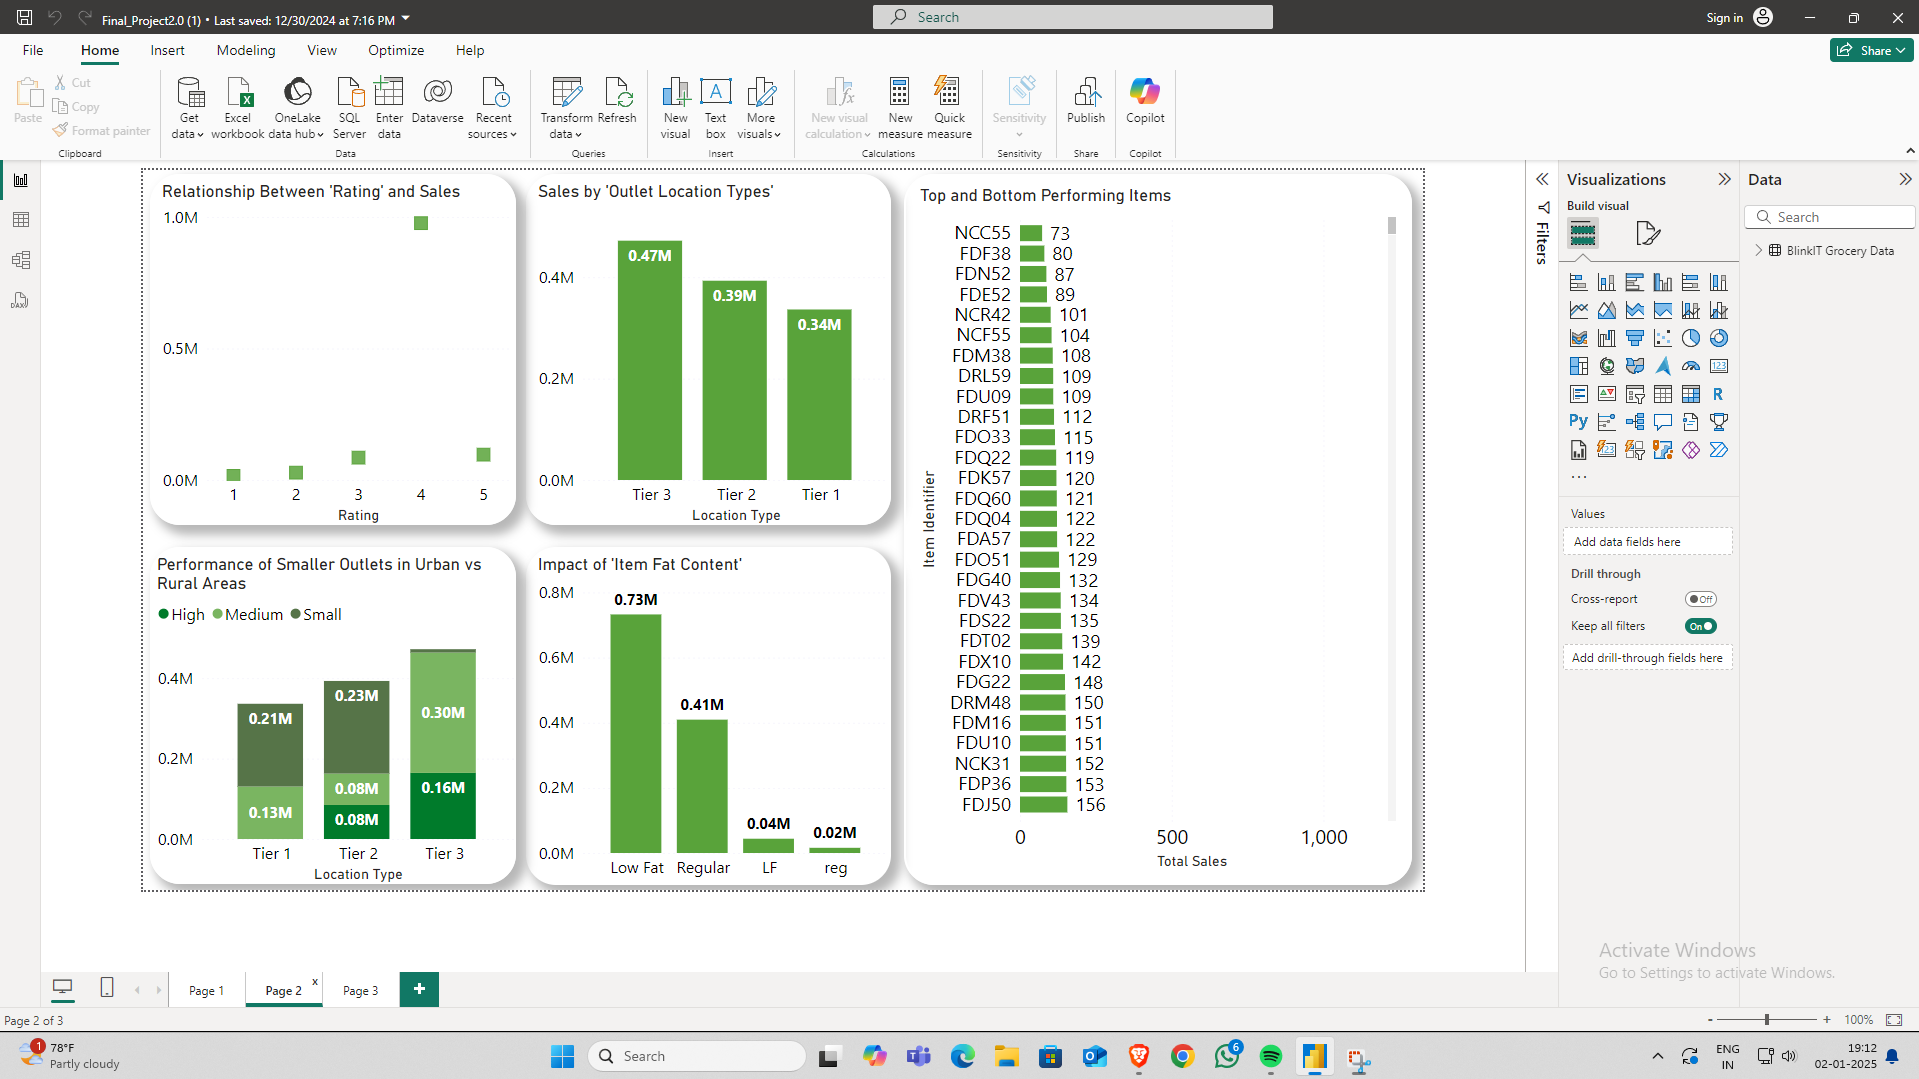 Final_Project2.0 (1) • Last saved: 12/30/2024 at 7:16 PM
Search
Sign in
File Home Insert Modeling View Optimize Help
Share
Paste
Cut
Copy
Format painter
Clipboard
Get data
Excel workbook
OneLake data hub
SQL Server
Enter data
Dataverse
Recent sources
Data
Transform data
Refresh
Queries
New visual
Text box
More visuals
Insert
New visual calculation
New measure
Quick measure
Calculations
Sensitivity
Sensitivity
Publish
Share
Copilot
Copilot
Relationship Between 'Rating' and Sales
1.0M
0.5M
0.0M
1 2 3 4 5
Rating
Sales by 'Outlet Location Types'
0.4M
0.2M
0.0M
0.47M
0.39M
0.34M
Tier 3 Tier 2 Tier 1
Location Type
Performance of Smaller Outlets in Urban vs
Rural Areas
High Medium Small
0.4M
0.2M
0.0M
0.21M
0.13M
0.23M
0.08M
0.08M
0.30M
0.16M
Tier 1 Tier 2 Tier 3
Location Type
Impact of 'Item Fat Content'
0.8M
0.6M
0.4M
0.2M
0.0M
0.73M
0.41M
0.04M
0.02M
Low Fat Regular LF reg
Top and Bottom Performing Items
Item Identifier
NCC55 73
FDF38 80
FDN52 87
FDE52 89
NCR42 101
NCF55 104
FDM38 108
DRL59 109
FDU09 109
DRF51 112
FDO33 115
FDQ22 119
FDK57 120
FDQ60 121
FDQ04 122
FDA57 122
FDO51 129
FDG40 132
FDV43 134
FDS22 135
FDT02 139
FDX10 142
FDG22 148
DRM48 150
FDM16 151
FDU10 151
NCK31 152
FDP36 153
FDJ50 156
0 500 1,000
Total Sales
Filters
Visualizations
Build visual
123
R
Py
123
...
Values
Add data fields here
Drill through
Cross-report
Off
Keep all filters
On
Add drill-through fields here
Data
Search
BlinkIT Grocery Data
DAX
Activate Windows
Go to Settings to activate Windows.
Page 1
Page 2
x
Page 3
+
Page 2 of 3
- + 100%
1
78°F
Partly cloudy
Search
6
ENG
IN
19:12
02-01-2025